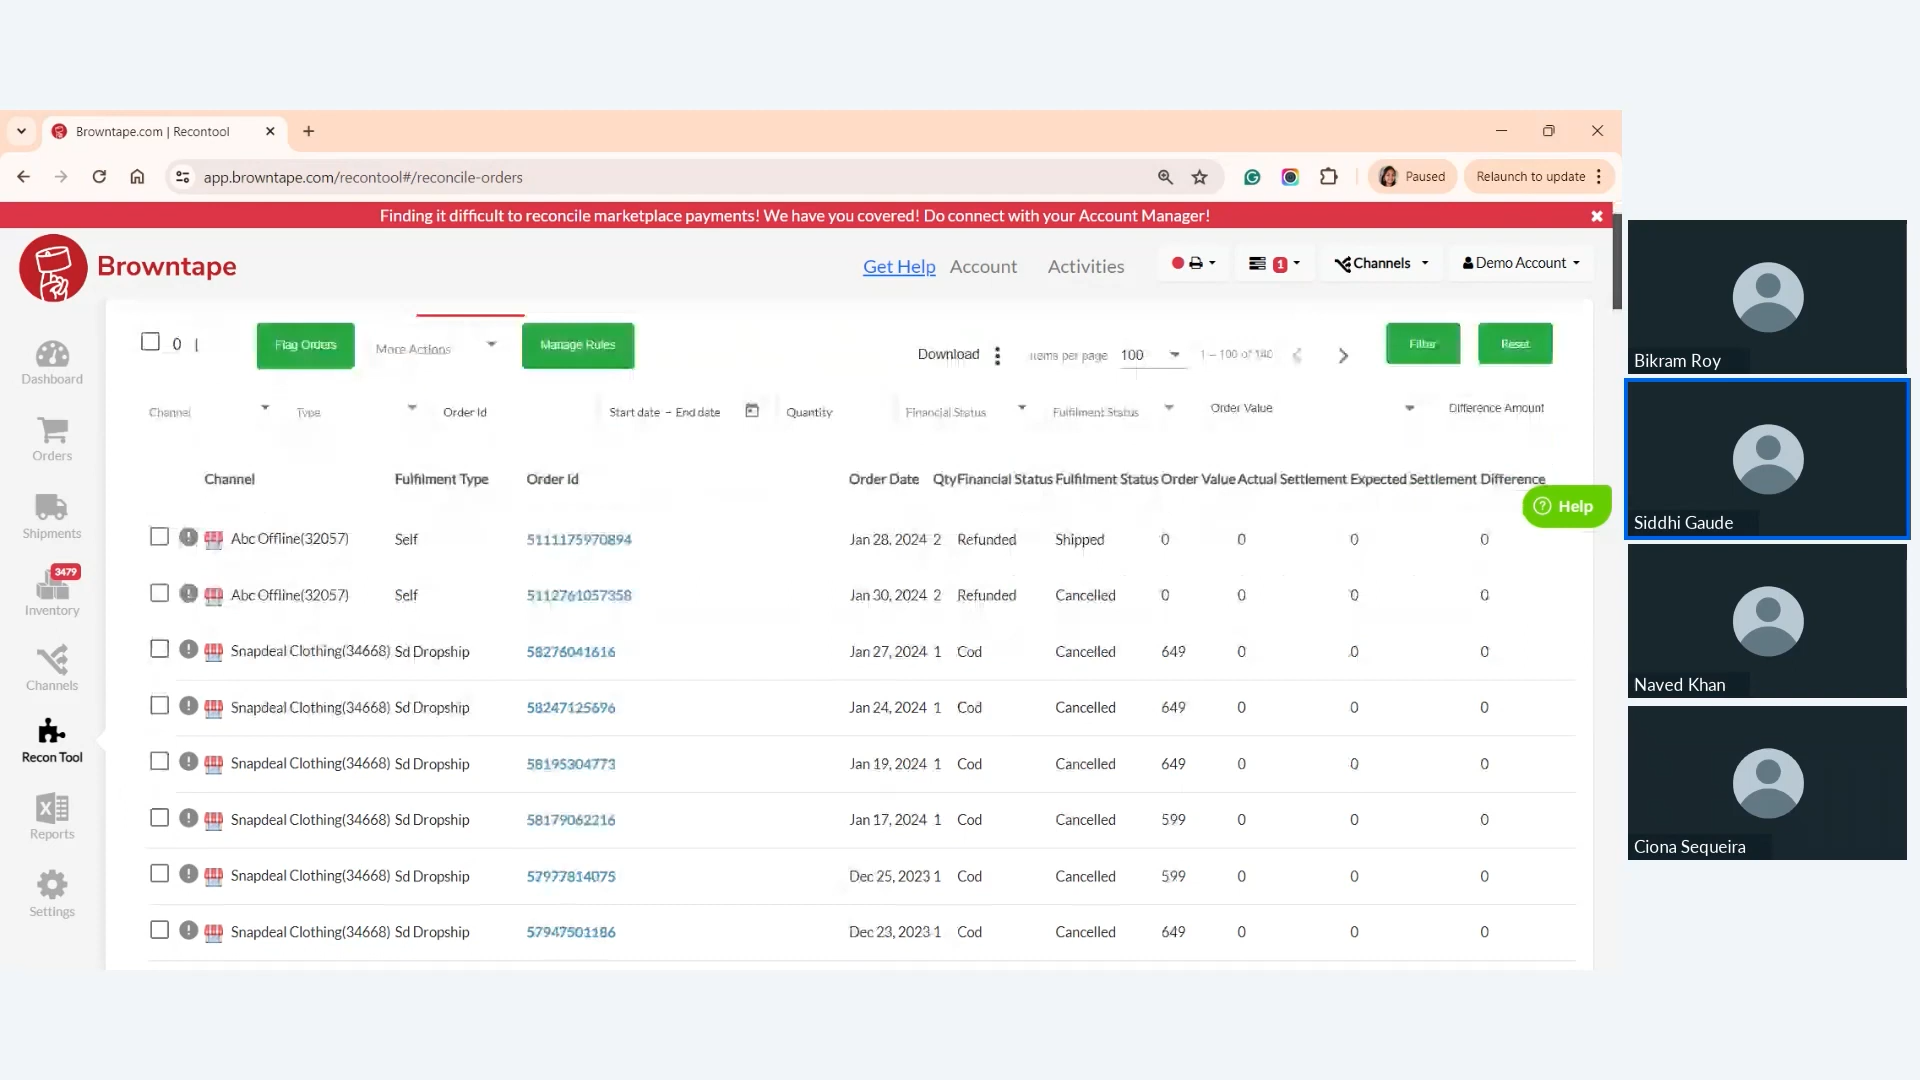 Browntape.com | Recontool
app.browntape.com/recontool#/reconcile-orders
Paused
Relaunch to update
Finding it difficult to reconcile marketplace payments! We have you covered! Do connect with your Account Manager!
Browntape
Get Help Account Activities
1
Channels
Demo Account
0
Flag Orders
More Actions
Manage Rules
Download
Items per page 100
1 – 100 of 140
Filter
Reset
Channel Type Order Id Start date – End date Quantity Financial Status Fulfilment Status Order Value Difference Amount
Channel Fulfilment Type Order Id Order Date Qty Financial Status Fulfilment Status Order Value Actual Settlement Expected Settlement Difference
Abc Offline(32057) Self 5111175970894 Jan 28, 2024 2 Refunded Shipped 0 0 0 0
Abc Offline(32057) Self 5112761057358 Jan 30, 2024 2 Refunded Cancelled 0 0 0 0
Snapdeal Clothing(34668) Sd Dropship 58276041616 Jan 27, 2024 1 Cod Cancelled 649 0 0 0
Snapdeal Clothing(34668) Sd Dropship 58247125696 Jan 24, 2024 1 Cod Cancelled 649 0 0 0
Snapdeal Clothing(34668) Sd Dropship 58195304773 Jan 19, 2024 1 Cod Cancelled 649 0 0 0
Snapdeal Clothing(34668) Sd Dropship 58179062216 Jan 17, 2024 1 Cod Cancelled 599 0 0 0
Snapdeal Clothing(34668) Sd Dropship 57977814075 Dec 25, 2023 1 Cod Cancelled 599 0 0 0
Snapdeal Clothing(34668) Sd Dropship 57947501186 Dec 23, 2023 1 Cod Cancelled 649 0 0 0
Help
Dashboard
Orders
Shipments
3479
Inventory
Channels
Recon Tool
Reports
Settings
Bikram Roy
Siddhi Gaude
Naved Khan
Ciona Sequeira